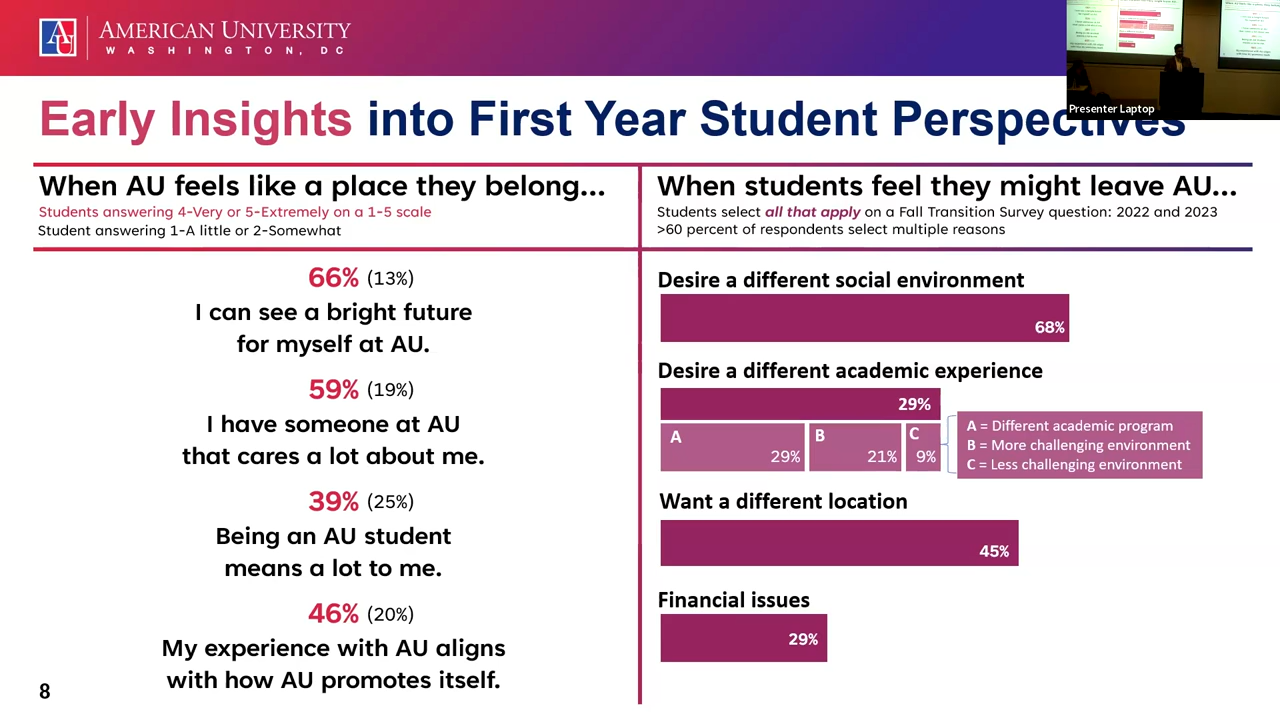 AU
AMERICAN UNIVERSITY
WASHINGTON, DC
Presenter Laptop
Early Insights into First Year Student Perspectives
When AU feels like a place they belong...
Students answering 4-Very or 5-Extremely on a 1-5 scale
Student answering 1-A little or 2-Somewhat
66% (13%)
I can see a bright future
for myself at AU.
59% (19%)
I have someone at AU
that cares a lot about me.
39% (25%)
Being an AU student
means a lot to me.
46% (20%)
My experience with AU aligns
with how AU promotes itself.
8
When students feel they might leave AU...
Students select all that apply on a Fall Transition Survey question: 2022 and 2023
>60 percent of respondents select multiple reasons
Desire a different social environment
68%
Desire a different academic experience
29%
A 29%
B 21%
C 9%
A = Different academic program
B = More challenging environment
C = Less challenging environment
Want a different location
45%
Financial issues
29%